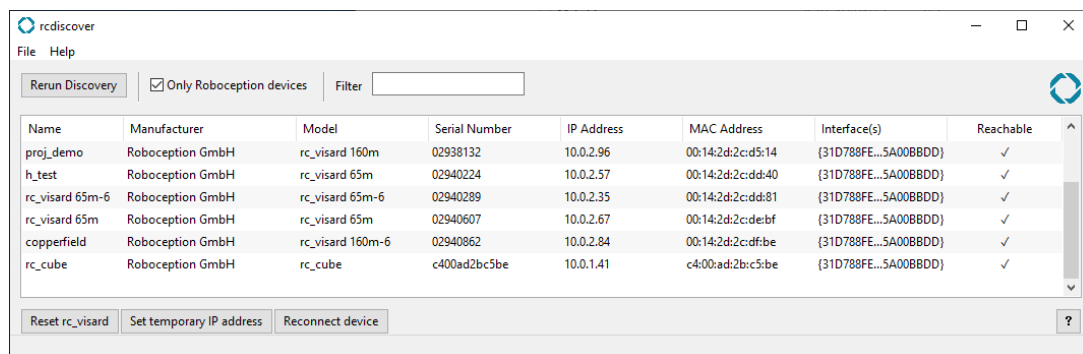 rcdiscover
File Help
Rerun Discovery Only Roboception devices Filter
Name Manufacturer Model Serial Number IP Address MAC Address Interface(s) Reachable
proj_demo Roboception GmbH rc_visard 160m 02938132 10.0.2.96 00:14:2d:2c:d5:14 {31D788FE...5A00BBDD} ✓
h_test Roboception GmbH rc_visard 65m 02940224 10.0.2.57 00:14:2d:2c:dd:40 {31D788FE...5A00BBDD} ✓
rc_visard 65m-6 Roboception GmbH rc_visard 65m-6 02940289 10.0.2.35 00:14:2d:2c:dd:81 {31D788FE...5A00BBDD} ✓
rc_visard 65m Roboception GmbH rc_visard 65m 02940607 10.0.2.67 00:14:2d:2c:de:bf {31D788FE...5A00BBDD} ✓
copperfield Roboception GmbH rc_visard 160m-6 02940862 10.0.2.84 00:14:2d:2c:df:be {31D788FE...5A00BBDD} ✓
rc_cube Roboception GmbH rc_cube c400ad2bc5be 10.0.1.41 c4:00:ad:2b:c5:be {31D788FE...5A00BBDD} ✓
Reset rc_visard Set temporary IP address Reconnect device ?